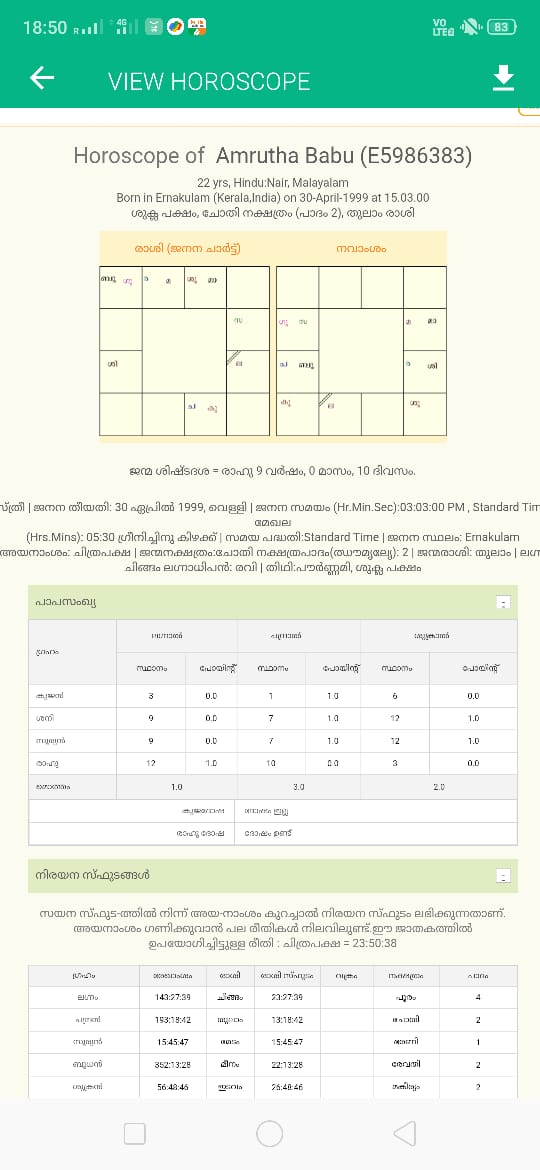 18:50
4G
VO
LTE
83
VIEW HOROSCOPE
Horoscope of Amrutha Babu (E5986383)
22 yrs, Hindu:Nair, Malayalam
Born in Ernakulam (Kerala,India) on 30-April-1999 at 15.03.00
ശുക്ല പക്ഷം, ചോതി നക്ഷത്രം (പാദം 2), തുലാം രാശി
രാശി (ജനന ചാർട്ട്) നവാംശം
ബു ഗു ര മ ശു മാ
സ ഗു സ മ മാ
ശി ല ച ബു ര ശി
ച കു കു ല ശു
ജന്മ ശിഷ്ടദശ = രാഹു 9 വർഷം, 0 മാസം, 10 ദിവസം.
സ്ത്രീ | ജനന തീയതി: 30 ഏപ്രിൽ 1999, വെള്ളി | ജനന സമയം (Hr.Min.Sec):03:03:00 PM , Standard Tim
മേഖല
(Hrs.Mins): 05:30 ഗ്രീനിച്ചിനു കിഴക്ക് | സമയ പദ്ധതി:Standard Time | ജനന സ്ഥലം: Ernakulam
അയനാംശം: ചിത്രപക്ഷ | ജന്മനക്ഷത്രം:ചോതി നക്ഷത്രപാദം(ഝൗമൃല്യേ): 2 | ജന്മരാശി: തുലാം | ലഗ്ന
ചിങ്ങം ലഗ്നാധിപൻ: രവി | തിഥി:പൗർണ്ണമി, ശുക്ല പക്ഷം
പാപസംഖ്യ
ഗ്രഹം ലഗ്നാൽ ചന്ദ്രാൽ ശുക്രാൽ
സ്ഥാനം പോയിന്റ് സ്ഥാനം പോയിന്റ് സ്ഥാനം പോയിന്റ്
കുജൻ 3 0.0 1 1.0 6 0.0
ശനി 9 0.0 7 1.0 12 1.0
സൂര്യൻ 9 0.0 7 1.0 12 1.0
രാഹു 12 1.0 10 0.0 3 0.0
മൊത്തം 1.0 3.0 2.0
കുജദോഷ ദോഷം ഇല്ല
രാഹു ദോഷ ദോഷം ഉണ്ട്
നിരയന സ്ഫുടങ്ങൾ
സയന സ്ഫുട-ത്തിൽ നിന്ന് അയ-നാംശം കുറച്ചാൽ നിരയന സ്ഫുടം ലഭിക്കുന്നതാണ്.
അയനാംശം ഗണിക്കുവാൻ പല രീതികൾ നിലവിലുണ്ട്.ഈ ജാതകത്തിൽ
ഉപയോഗിച്ചിട്ടുള്ള രീതി : ചിത്രപക്ഷ = 23:50:38
ഗ്രഹം രേഖാംശം രാശി രാശി സ്ഫുടം വക്രം നക്ഷത്രം പാദം
ലഗ്നം 143:27:39 ചിങ്ങം 23:27:39 പൂരം 4
ചന്ദ്രൻ 193:18:42 തുലാം 13:18:42 ചോതി 2
സൂര്യൻ 15:45:47 മേടം 15:45:47 ഭരണി 1
ബുധൻ 352:13:28 മീനം 22:13:28 രേവതി 2
ശുക്രൻ 56:48:46 ഇടവം 26:48:46 മകീര്യം 2